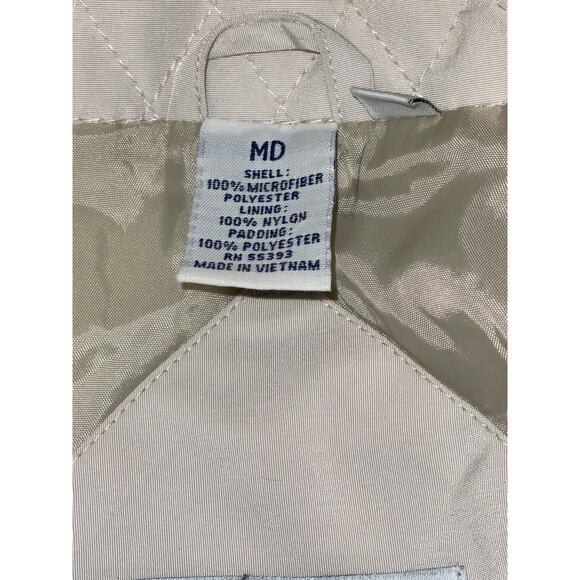 MD
SHELL:
100% MICROFIBER
POLYESTER
LINING:
100% NYLON
PADDING:
100% POLYESTER
RN 55393
MADE IN VIETNAM